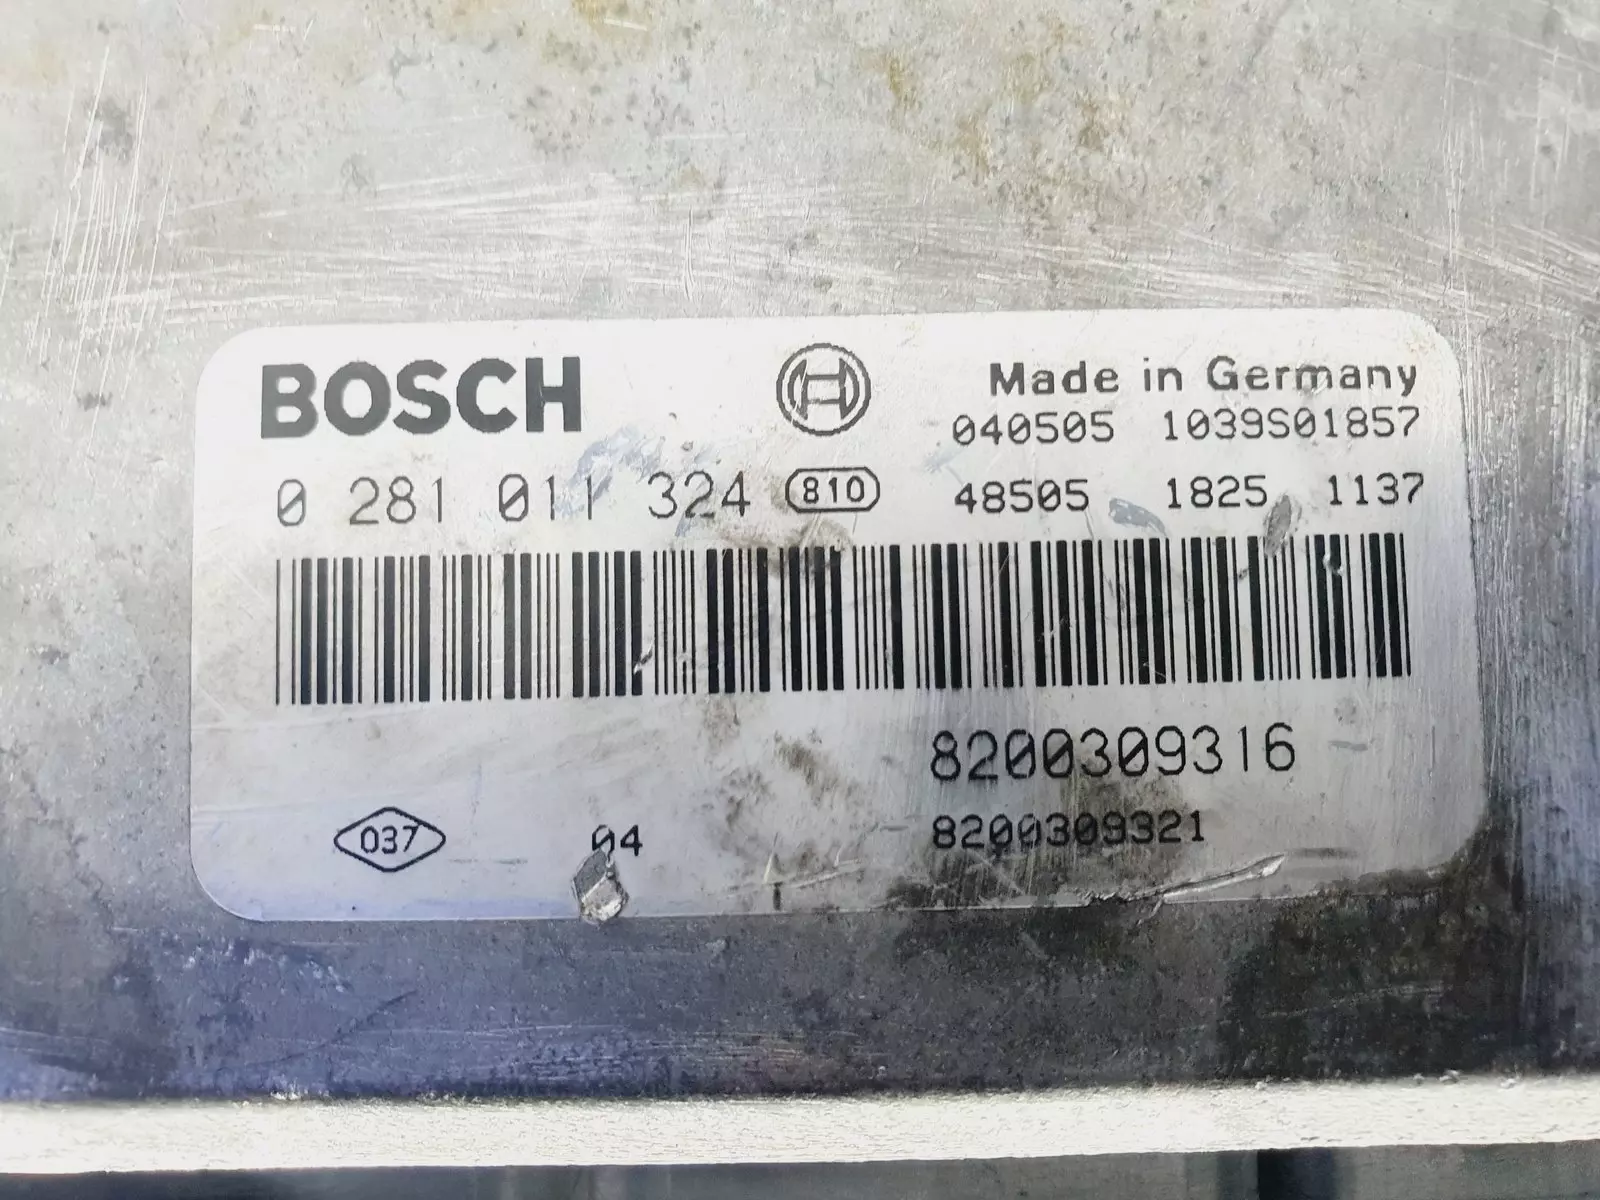 BOSCH
Made in Germany
040505 1039S01857
0 281 011 324 810 48505 1825 1137
8200309316
037 04 8200309321